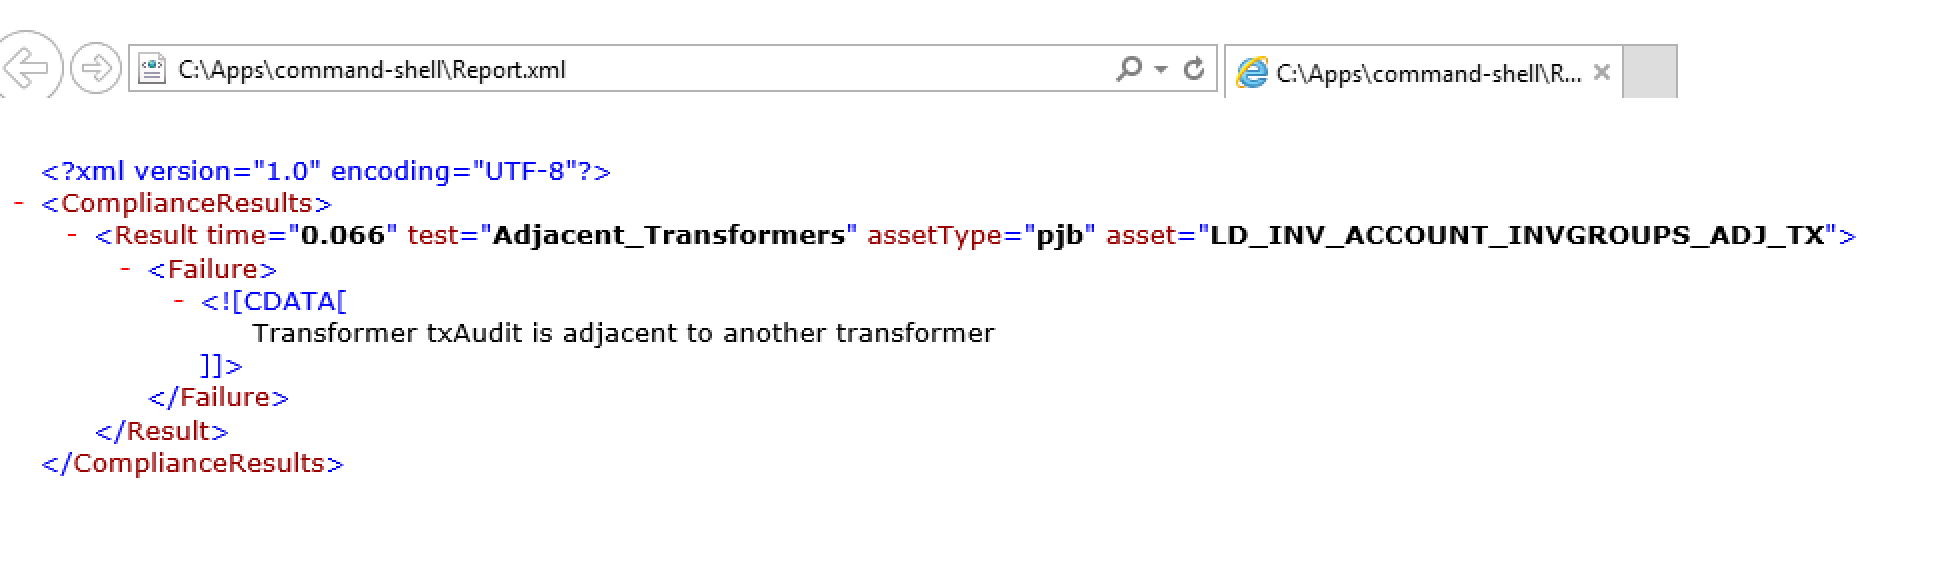 C:\Apps\command-shell\Report.xml
C:\Apps\command-shell\R...
<?xml version="1.0" encoding="UTF-8"?>
- <ComplianceResults>
- <Result time="0.066" test="Adjacent_Transformers" assetType="pjb" asset="LD_INV_ACCOUNT_INVGROUPS_ADJ_TX">
- <Failure>
- <![CDATA[
Transformer txAudit is adjacent to another transformer
]]>
</Failure>
</Result>
</ComplianceResults>